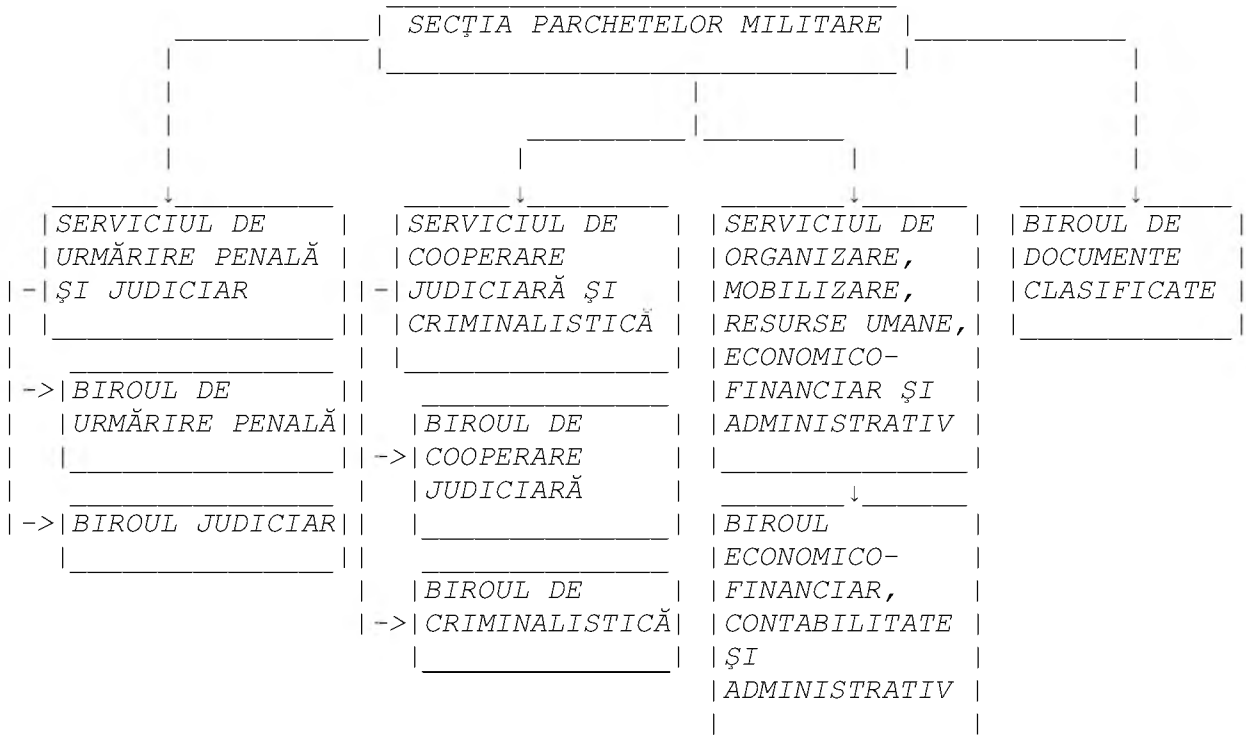 SECŢIA PARCHETELOR MILITARE
SERVICIUL DE
URMĂRIRE PENALĂ
ŞI JUDICIAR
BIROUL DE
URMĂRIRE PENALĂ
BIROUL JUDICIAR
SERVICIUL DE
COOPERARE
JUDICIARĂ ŞI
CRIMINALISTICĂ
BIROUL DE
COOPERARE
JUDICIARĂ
BIROUL DE
CRIMINALISTICĂ
SERVICIUL DE
ORGANIZARE,
MOBILIZARE,
RESURSE UMANE,
ECONOMICO-
FINANCIAR ŞI
ADMINISTRATIV
BIROUL
ECONOMICO-
FINANCIAR,
CONTABILITATE
ŞI
ADMINISTRATIV
BIROUL DE
DOCUMENTE
CLASIFICATE